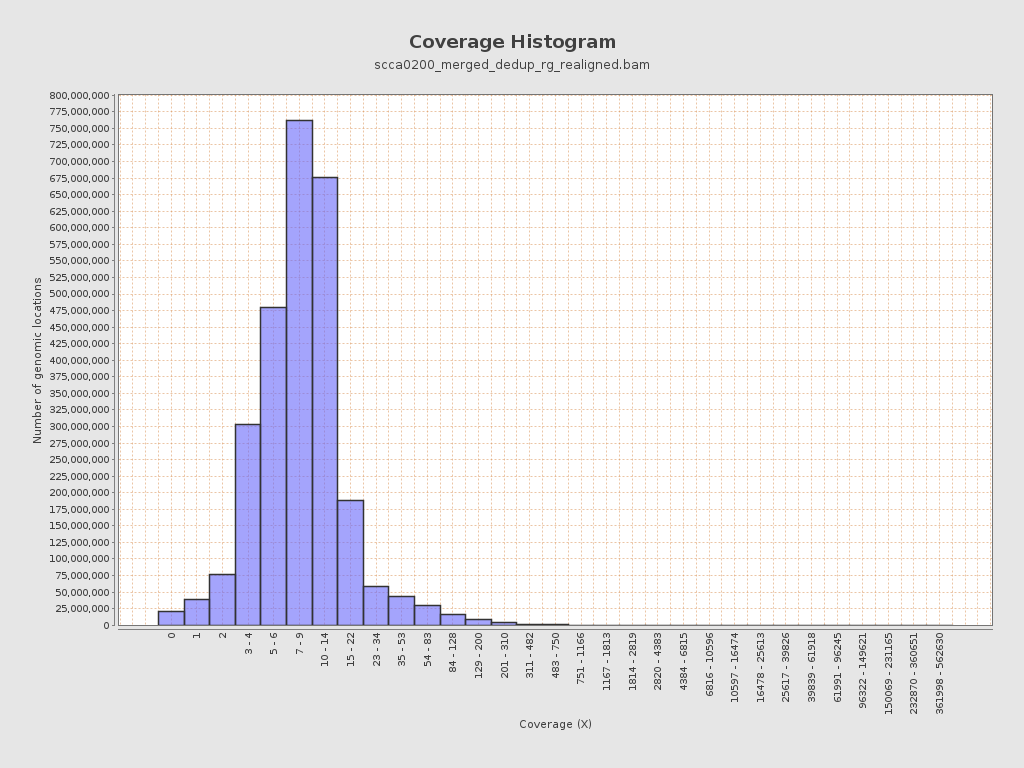 Coverage Histogram
scca0200_merged_dedup_rg_realigned.bam
Number of genomic locations
800,000,000
775,000,000
750,000,000
725,000,000
700,000,000
675,000,000
650,000,000
625,000,000
600,000,000
575,000,000
550,000,000
525,000,000
500,000,000
475,000,000
450,000,000
425,000,000
400,000,000
375,000,000
350,000,000
325,000,000
300,000,000
275,000,000
250,000,000
225,000,000
200,000,000
175,000,000
150,000,000
125,000,000
100,000,000
75,000,000
50,000,000
25,000,000
0
0
1
2
3 - 4
5 - 6
7 - 9
10 - 14
15 - 22
23 - 34
35 - 53
54 - 83
84 - 128
129 - 200
201 - 310
311 - 482
483 - 750
751 - 1166
1167 - 1813
1814 - 2819
2820 - 4383
4384 - 6815
6816 - 10596
10597 - 16474
16478 - 25613
25617 - 39826
39839 - 61918
61991 - 96245
96322 - 149621
150069 - 231165
232870 - 360651
361998 - 562630
Coverage (X)